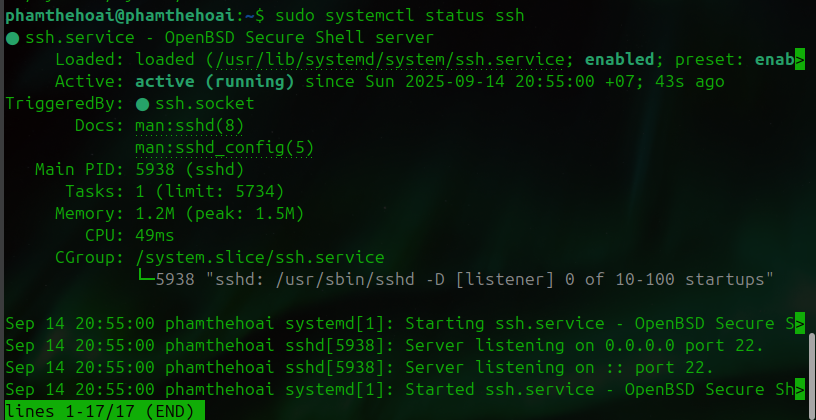 phamthehoai@phamthehoai:~$ sudo systemctl status ssh
● ssh.service - OpenBSD Secure Shell server
     Loaded: loaded (/usr/lib/systemd/system/ssh.service; enabled; preset: enab>
     Active: active (running) since Sun 2025-09-14 20:55:00 +07; 43s ago
TriggeredBy: ● ssh.socket
       Docs: man:sshd(8)
             man:sshd_config(5)
   Main PID: 5938 (sshd)
      Tasks: 1 (limit: 5734)
     Memory: 1.2M (peak: 1.5M)
        CPU: 49ms
     CGroup: /system.slice/ssh.service
             └─5938 "sshd: /usr/sbin/sshd -D [listener] 0 of 10-100 startups"

Sep 14 20:55:00 phamthehoai systemd[1]: Starting ssh.service - OpenBSD Secure S>
Sep 14 20:55:00 phamthehoai sshd[5938]: Server listening on 0.0.0.0 port 22.
Sep 14 20:55:00 phamthehoai sshd[5938]: Server listening on :: port 22.
Sep 14 20:55:00 phamthehoai systemd[1]: Started ssh.service - OpenBSD Secure Sh>
lines 1-17/17 (END)